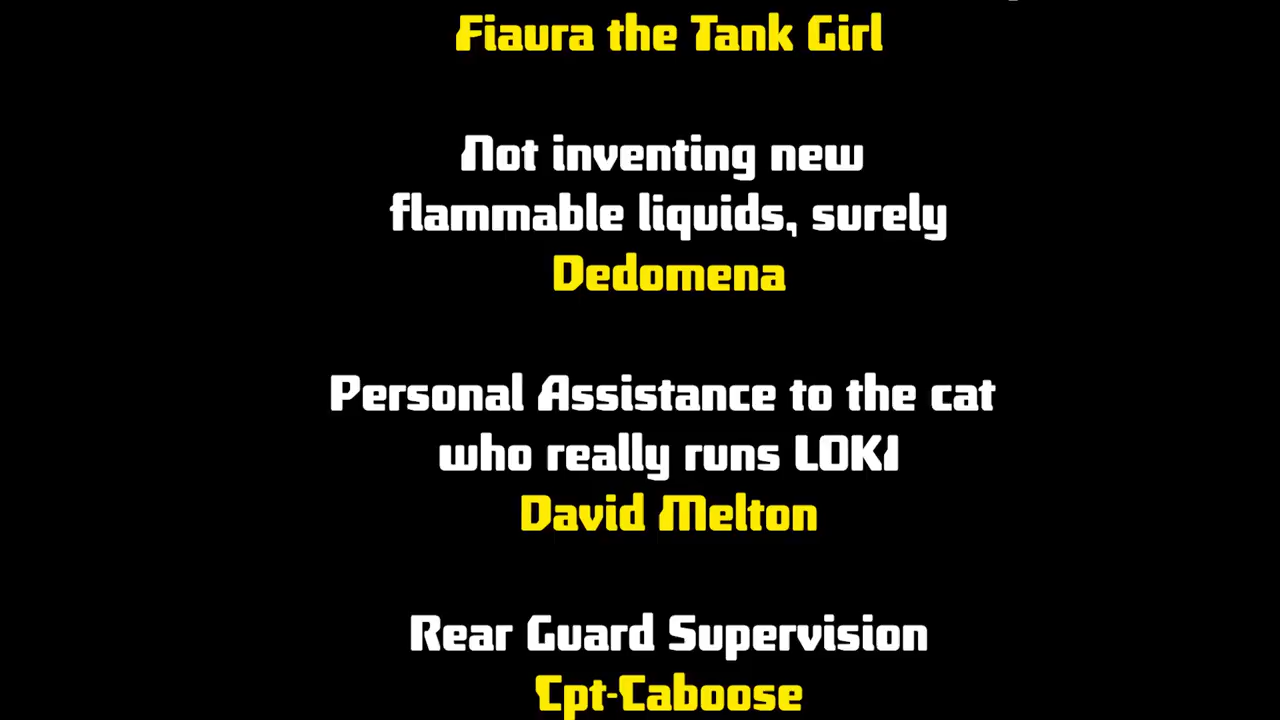 Fiaura the Tank Girl
Not inventing new
flammable liquids, surely
Dedomena
Personal Assistance to the cat
who really runs LOKI
David Melton
Rear Guard Supervision
Cpt-Caboose